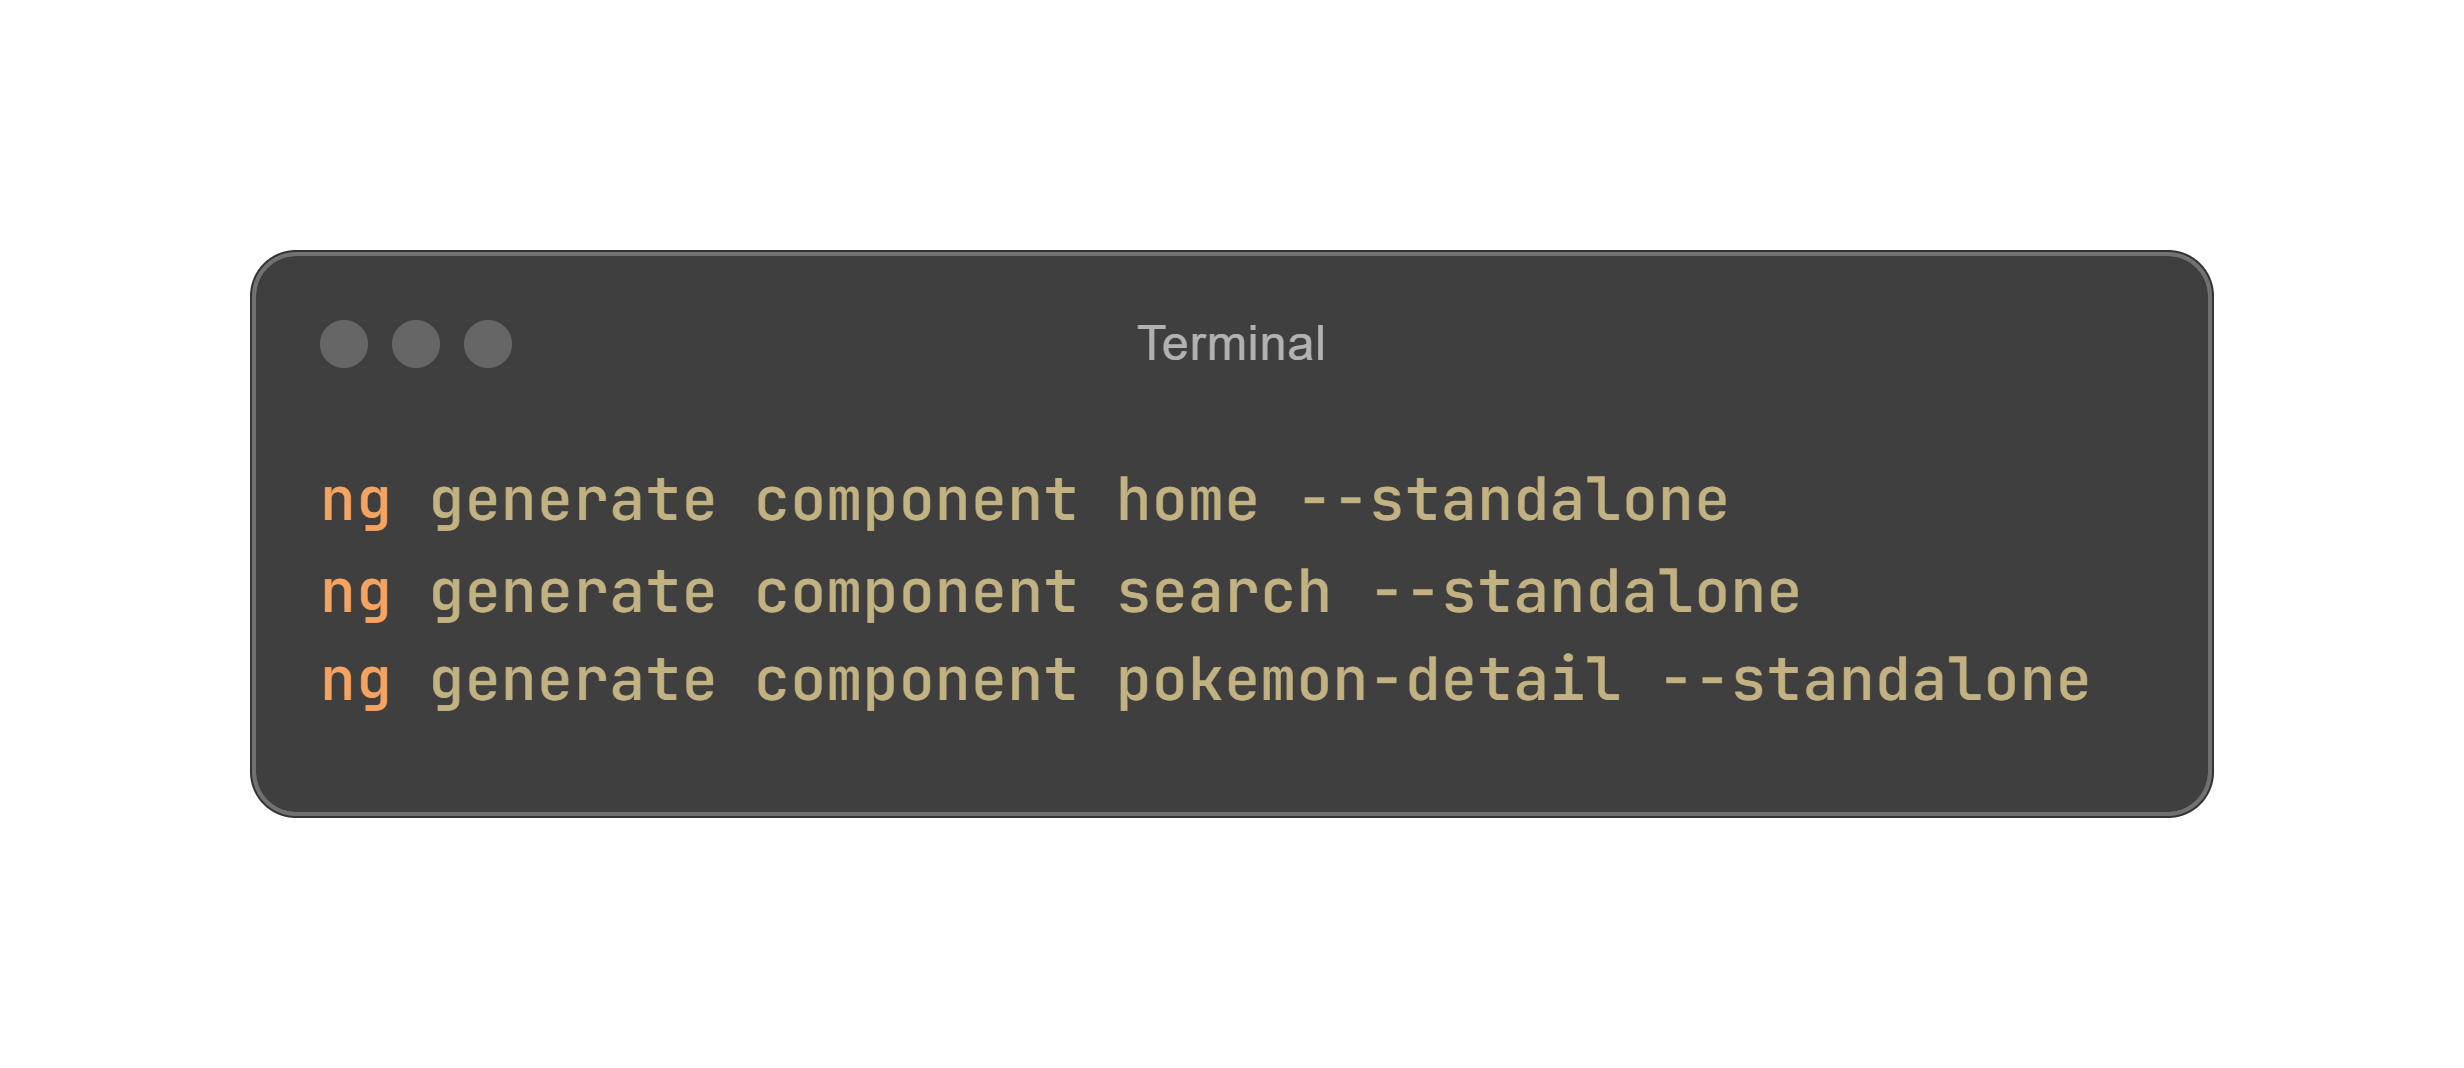 Terminal
ng generate component home --standalone
ng generate component search --standalone
ng generate component pokemon-detail --standalone